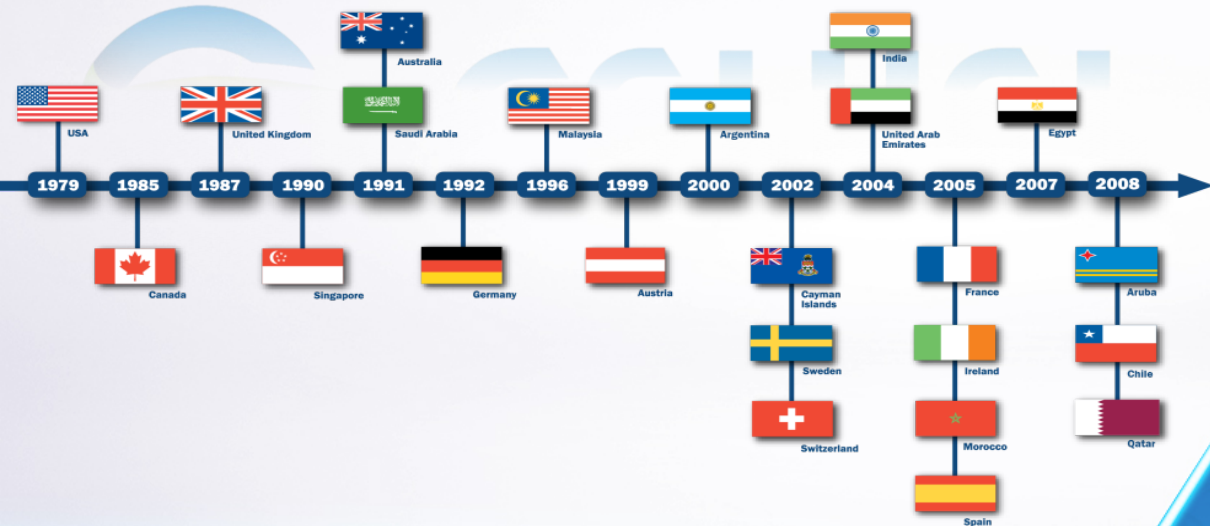 Australia
India
USA
United Kingdom
Saudi Arabia
Malaysia
Argentina
United Arab
Emirates
Egypt
1979
1985
1987
1990
1991
1992
1996
1999
2000
2002
2004
2005
2007
2008
Canada
Singapore
Germany
Austria
Cayman
Islands
France
Aruba
Sweden
Ireland
Chile
Switzerland
Morocco
Qatar
Spain